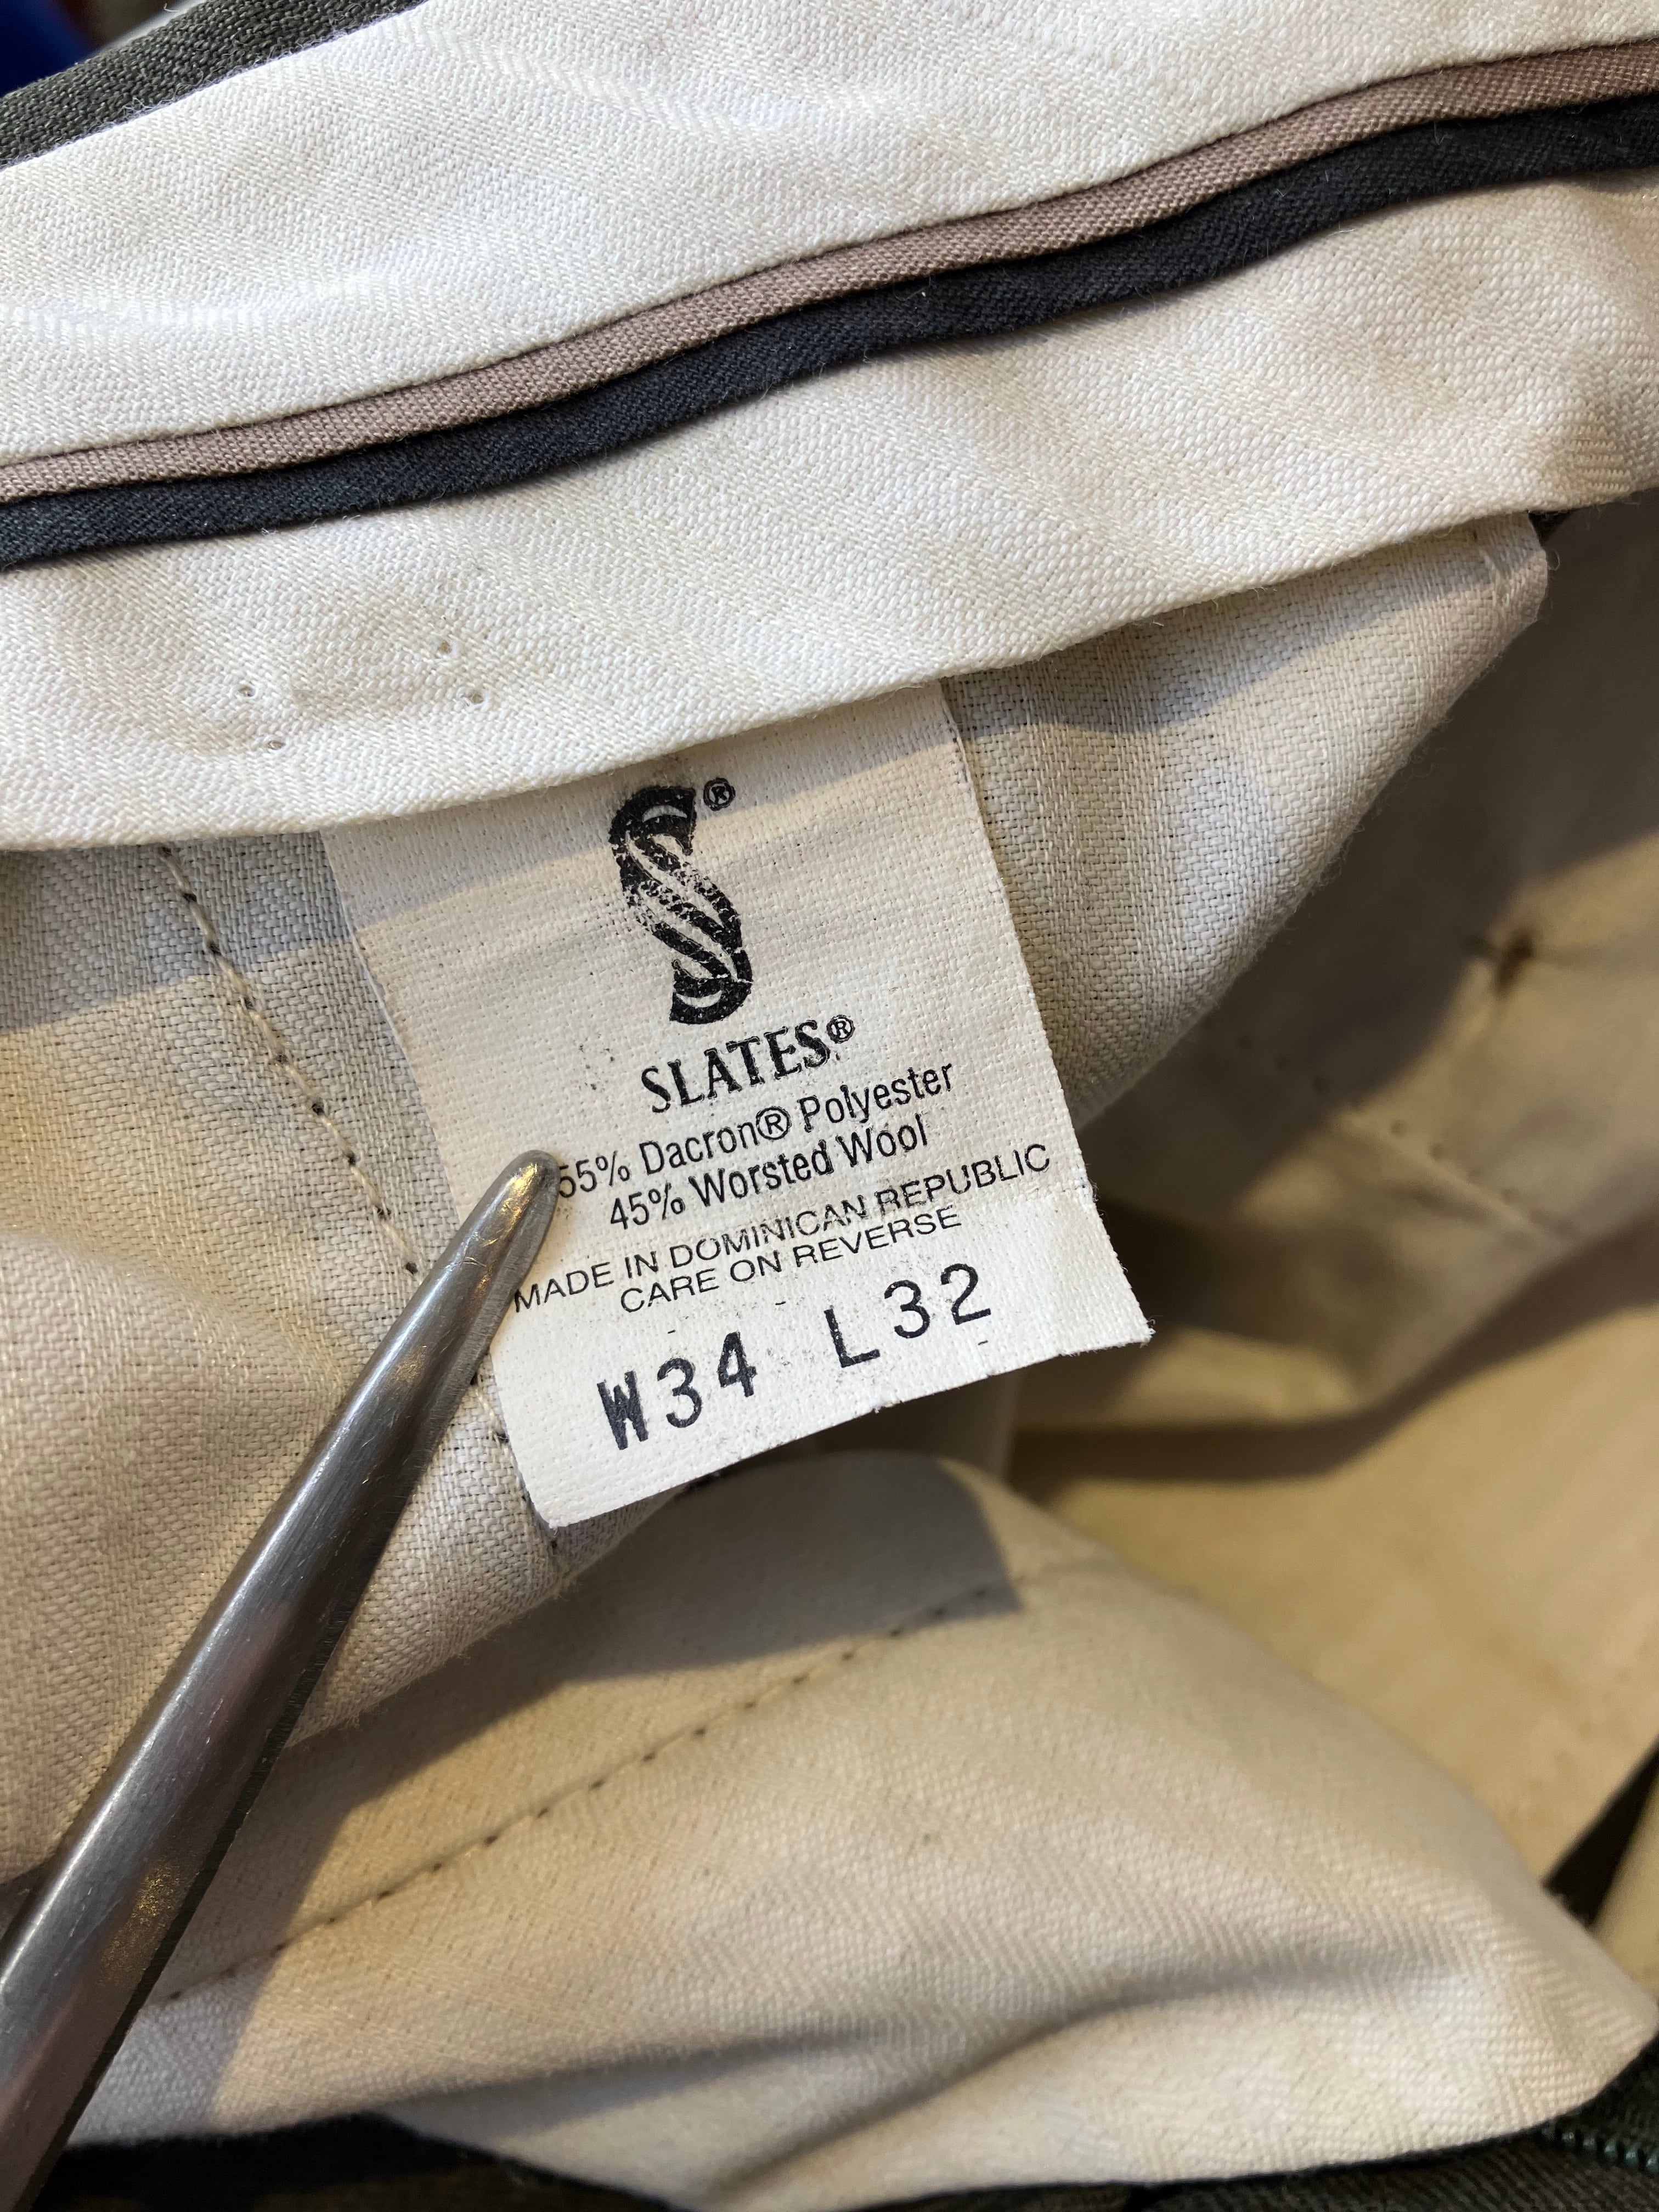 ®
SLATES®
55% Dacron® Polyester
45% Worsted Wool
MADE IN DOMINICAN REPUBLIC
CARE ON REVERSE
W34 L32